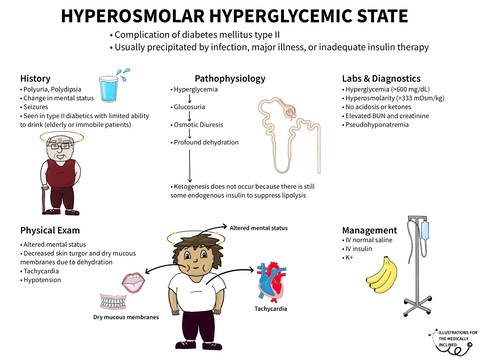 HYPEROSMOLAR HYPERGLYCEMIC STATE
• Complication of diabetes mellitus type II
• Usually precipitated by infection, major illness, or inadequate insulin therapy
History
• Polyuria, Polydipsia
• Change in mental status
• Seizures
• Seen in type II diabetics with limited ability
to drink (elderly or immobile patients)
Pathophysiology
• Hyperglycemia
• Glucosuria
• Osmotic Diuresis
• Profound dehydration
• Ketogenesis does not occur because there is still
some endogenous insulin to suppress lipolysis
Labs & Diagnostics
• Hyperglycemia (>600 mg/dL)
• Hyperosmolarity (>333 mOsm/kg)
• No acidosis or ketones
• Elevated BUN and creatinine
• Pseudohyponatremia
Physical Exam
• Altered mental status
• Decreased skin turgor and dry mucous
membranes due to dehydration
• Tachycardia
• Hypotension
Altered mental status
Dry mucous membranes
Tachycardia
Management
• IV normal saline
• IV insulin
• K+
ILLUSTRATIONS FOR
THE MEDICALLY
INCLINED